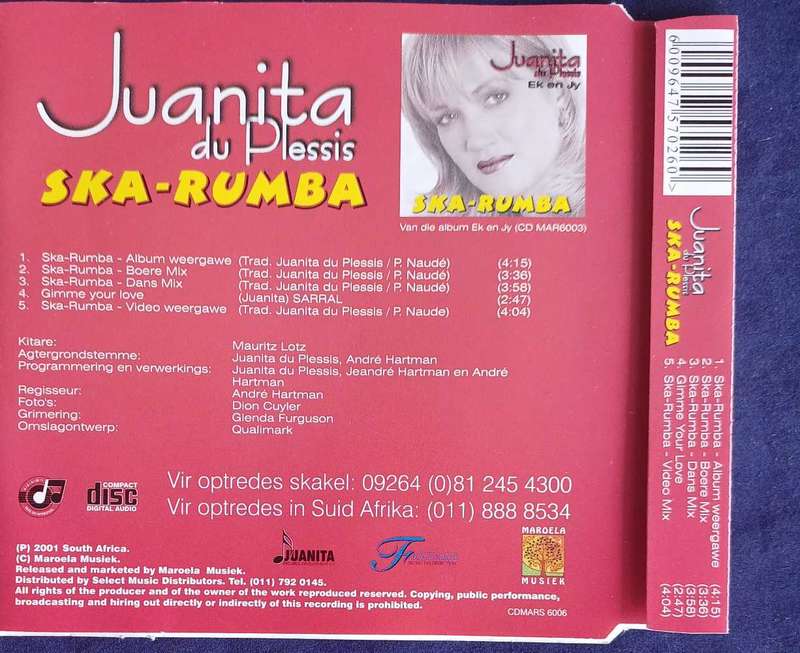 Juanita
du Plessis
SKA-RUMBA
Juanita
du Plessis
Ek en Jy
SKA-RUMBA
Van die album Ek en Jy (CD MAR6003)
1. Ska-Rumba - Album weergawe (Trad. Juanita du Plessis / P. Naudé) (4:15)
2. Ska-Rumba - Boere Mix (Trad. Juanita du Plessis / P. Naudé) (3:36)
3. Ska-Rumba - Dans Mix (Trad. Juanita du Plessis / P. Naudé) (3:58)
4. Gimme your love (Juanita) SARRAL (2:47)
5. Ska-Rumba - Video weergawe (Trad. Juanita du Plessis / P. Naude) (4:04)
Kitare: Mauritz Lotz
Agtergrondstemme: Juanita du Plessis, André Hartman
Programmering en verwerkings: Juanita du Plessis, Jeandré Hartman en André
Hartman
Regisseur: André Hartman
Foto's: Dion Cuyler
Grimering: Glenda Furguson
Omslagontwerp: Qualimark
Vir optredes skakel: 09264 (0)81 245 4300
Vir optredes in Suid Afrika: (011) 888 8534
COMPACT
disc
DIGITAL AUDIO
JUANITA
MAROELA
MUSIEK
(P) 2001 South Africa.
(C) Maroela Musiek.
Released and marketed by Maroela Musiek.
Distributed by Select Music Distributors. Tel. (011) 792 0145.
All rights of the producer and of the owner of the work reproduced reserved. Copying, public performance,
broadcasting and hiring out directly or indirectly of this recording is prohibited.
CDMARS 6006
6009647570260>
Juanita
du Plessis
SKA-RUMBA
1. Ska-Rumba - Album weergawe (4:15)
2. Ska-Rumba - Boere Mix (3:36)
3. Ska-Rumba - Dans Mix (3:58)
4. Gimme Your Love (2:47)
5. Ska-Rumba - Video Mix (4:04)